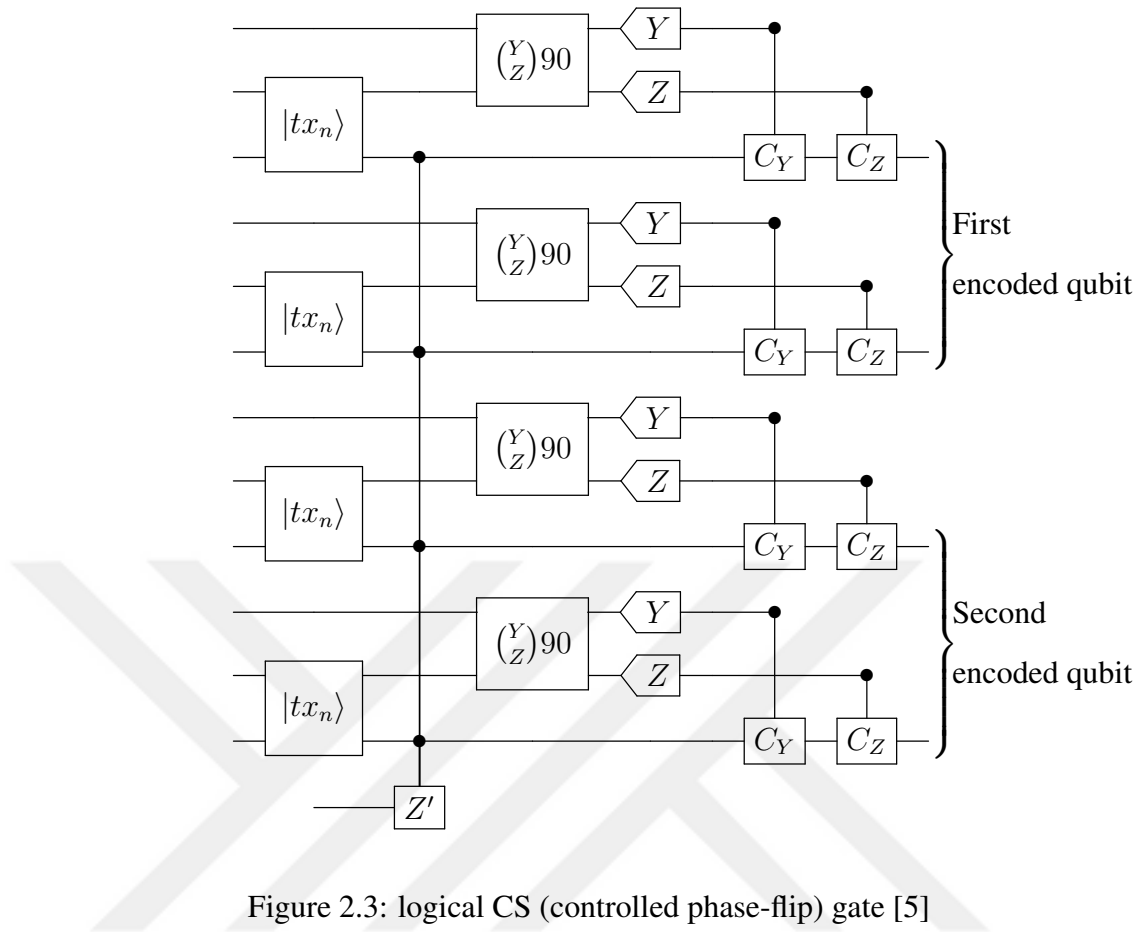 (Y Z)90 Y
Z
|tx_n⟩
C_Y C_Z
First
encoded qubit
(Y Z)90 Y
Z
|tx_n⟩
C_Y C_Z
(Y Z)90 Y
Z
|tx_n⟩
C_Y C_Z
Second
encoded qubit
(Y Z)90 Y
Z
|tx_n⟩
C_Y C_Z
Z′
Figure 2.3: logical CS (controlled phase-flip) gate [5]